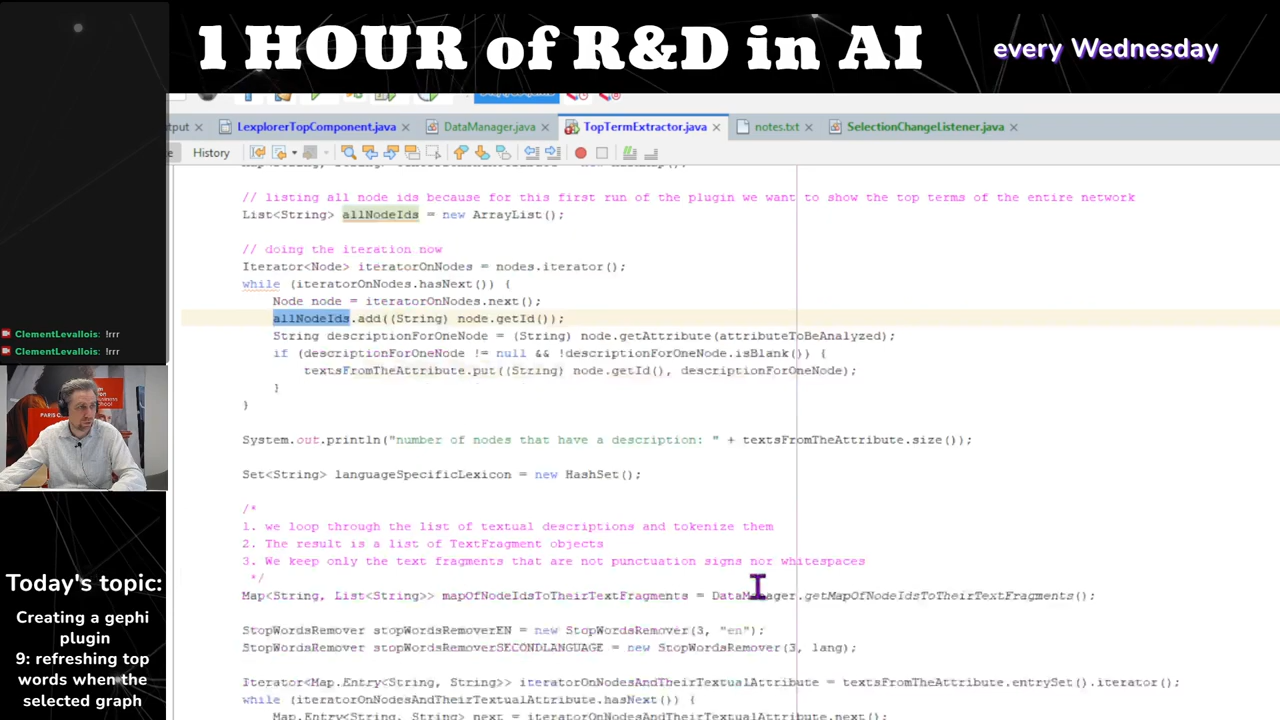 1 HOUR of R&D in AI
every Wednesday
tput
LexplorerTopComponent.java
DataManager.java
TopTermExtractor.java
notes.txt
SelectionChangeListener.java
e
History
// listing all node ids because for this first run of the plugin we want to show the top terms of the entire network
List<String> allNodeIds = new ArrayList();
// doing the iteration now
Iterator<Node> iteratorOnNodes = nodes.iterator();
while (iteratorOnNodes.hasNext()) {
Node node = iteratorOnNodes.next();
allNodeIds.add((String) node.getId());
String descriptionForOneNode = (String) node.getAttribute(attributeToBeAnalyzed);
if (descriptionForOneNode != null && !descriptionForOneNode.isBlank()) {
textsFromTheAttribute.put((String) node.getId(), descriptionForOneNode);
}
}
System.out.println("number of nodes that have a description: " + textsFromTheAttribute.size());
Set<String> languageSpecificLexicon = new HashSet();
/*
1. we loop through the list of textual descriptions and tokenize them
2. The result is a list of TextFragment objects
3. We keep only the text fragments that are not punctuation signs nor whitespaces
*/
Map<String, List<String>> mapOfNodeIdsToTheirTextFragments = DataManager.getMapOfNodeIdsToTheirTextFragments();
StopWordsRemover stopWordsRemoverEN = new StopWordsRemover(3, "en");
StopWordsRemover stopWordsRemoverSECONDLANGUAGE = new StopWordsRemover(3, lang);
Iterator<Map.Entry<String, String>> iteratorOnNodesAndTheirTextualAttribute = textsFromTheAttribute.entrySet().iterator();
while (iteratorOnNodesAndTheirTextualAttribute.hasNext()) {
Map.Entry<String, String> next = iteratorOnNodesAndTheirTextualAttribute.next();
ClementLevallois: !rrr
ClementLevallois: !rrr
Today's topic:
Creating a gephi
plugin
9: refreshing top
words when the
selected graph